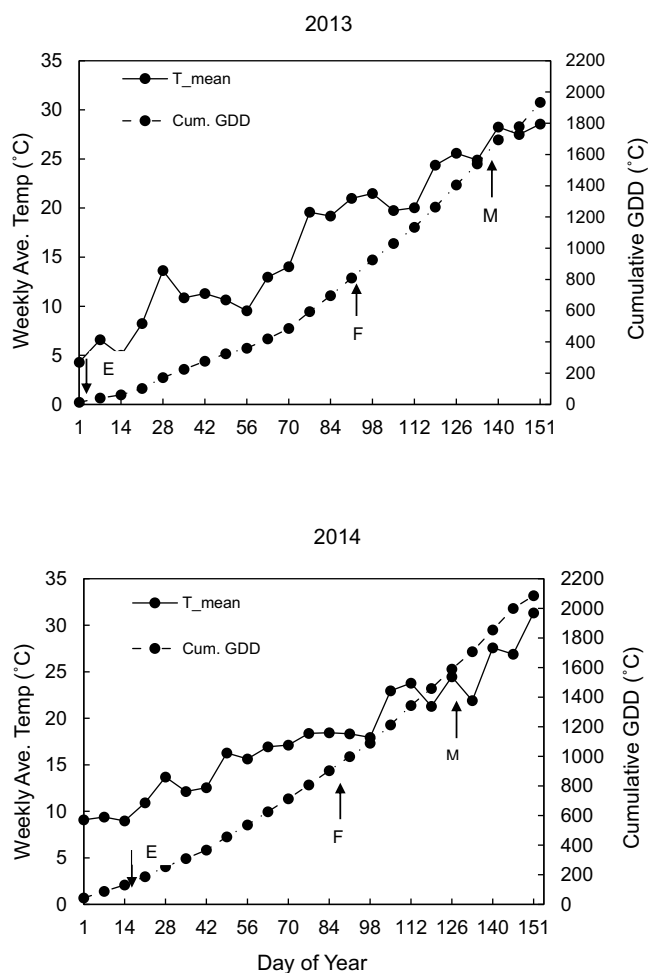 2013
35
30
25
20
15
10
5
0
Weekly Ave. Temp (˚C)
T_mean
Cum. GDD
E
F
M
2200
2000
1800
1600
1400
1200
1000
800
600
400
200
0
Cumulative GDD (˚C)
1 14 28 42 56 70 84 98 112 126 140 151
2014
35
30
25
20
15
10
5
0
Weekly Ave. Temp (˚C)
T_mean
Cum. GDD
E
F
M
2200
2000
1800
1600
1400
1200
1000
800
600
400
200
0
Cumulative GDD (˚C)
1 14 28 42 56 70 84 98 112 126 140 151
Day of Year